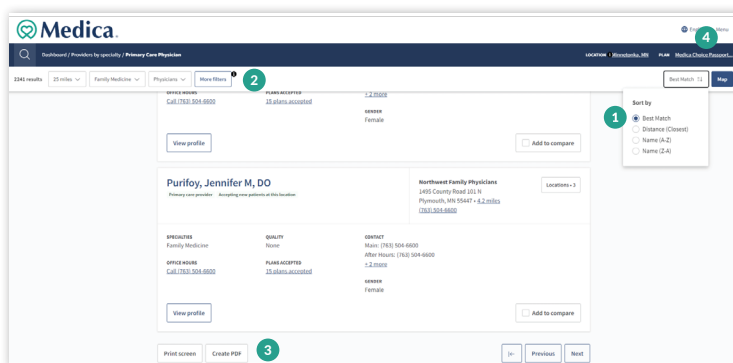 Medica.
Menu
4
Dashboard / Providers by specialty / Primary Care Physician
LOCATION Minnetonka, MN PLAN Medica Choice Passport...
2241 results 25 miles Family Medicine Physicians More filters
2
Best Match Map
OFFICE HOURS PLANS ACCEPTED + 2 more
Call (763) 504-6600 15 plans accepted
GENDER
Female
View profile Add to compare
Sort by
1
Best Match
Distance (Closest)
Name (A-Z)
Name (Z-A)
Purifoy, Jennifer M, DO
Primary care provider Accepting new patients at this location
Northwest Family Physicians
1495 County Road 101 N
Plymouth, MN 55447 • 4.2 miles
(763) 504-6600
Locations • 3
SPECIALTIES QUALITY CONTACT
Family Medicine None Main: (763) 504-6600
After Hours: (763) 504-6600
OFFICE HOURS PLANS ACCEPTED + 2 more
Call (763) 504-6600 15 plans accepted
GENDER
Female
View profile Add to compare
Print screen Create PDF 3
Previous Next